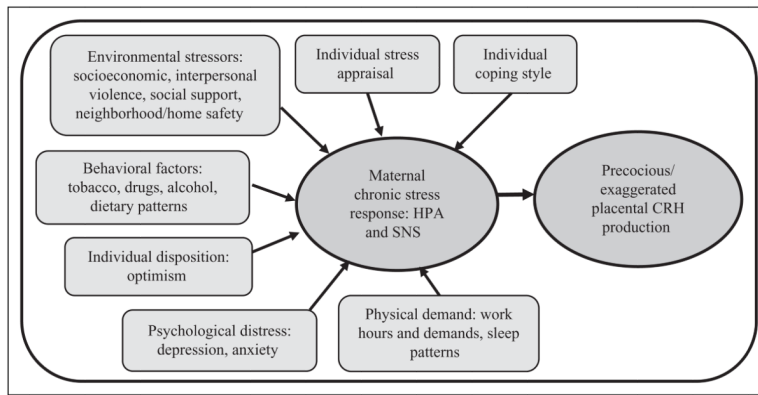 Environmental stressors:
socioeconomic, interpersonal
violence, social support,
neighborhood/home safety
Individual stress
appraisal
Individual
coping style
Behavioral factors:
tobacco, drugs, alcohol,
dietary patterns
Maternal
chronic stress
response: HPA
and SNS
Precocious/
exaggerated
placental CRH
production
Individual disposition:
optimism
Psychological distress:
depression, anxiety
Physical demand: work
hours and demands, sleep
patterns